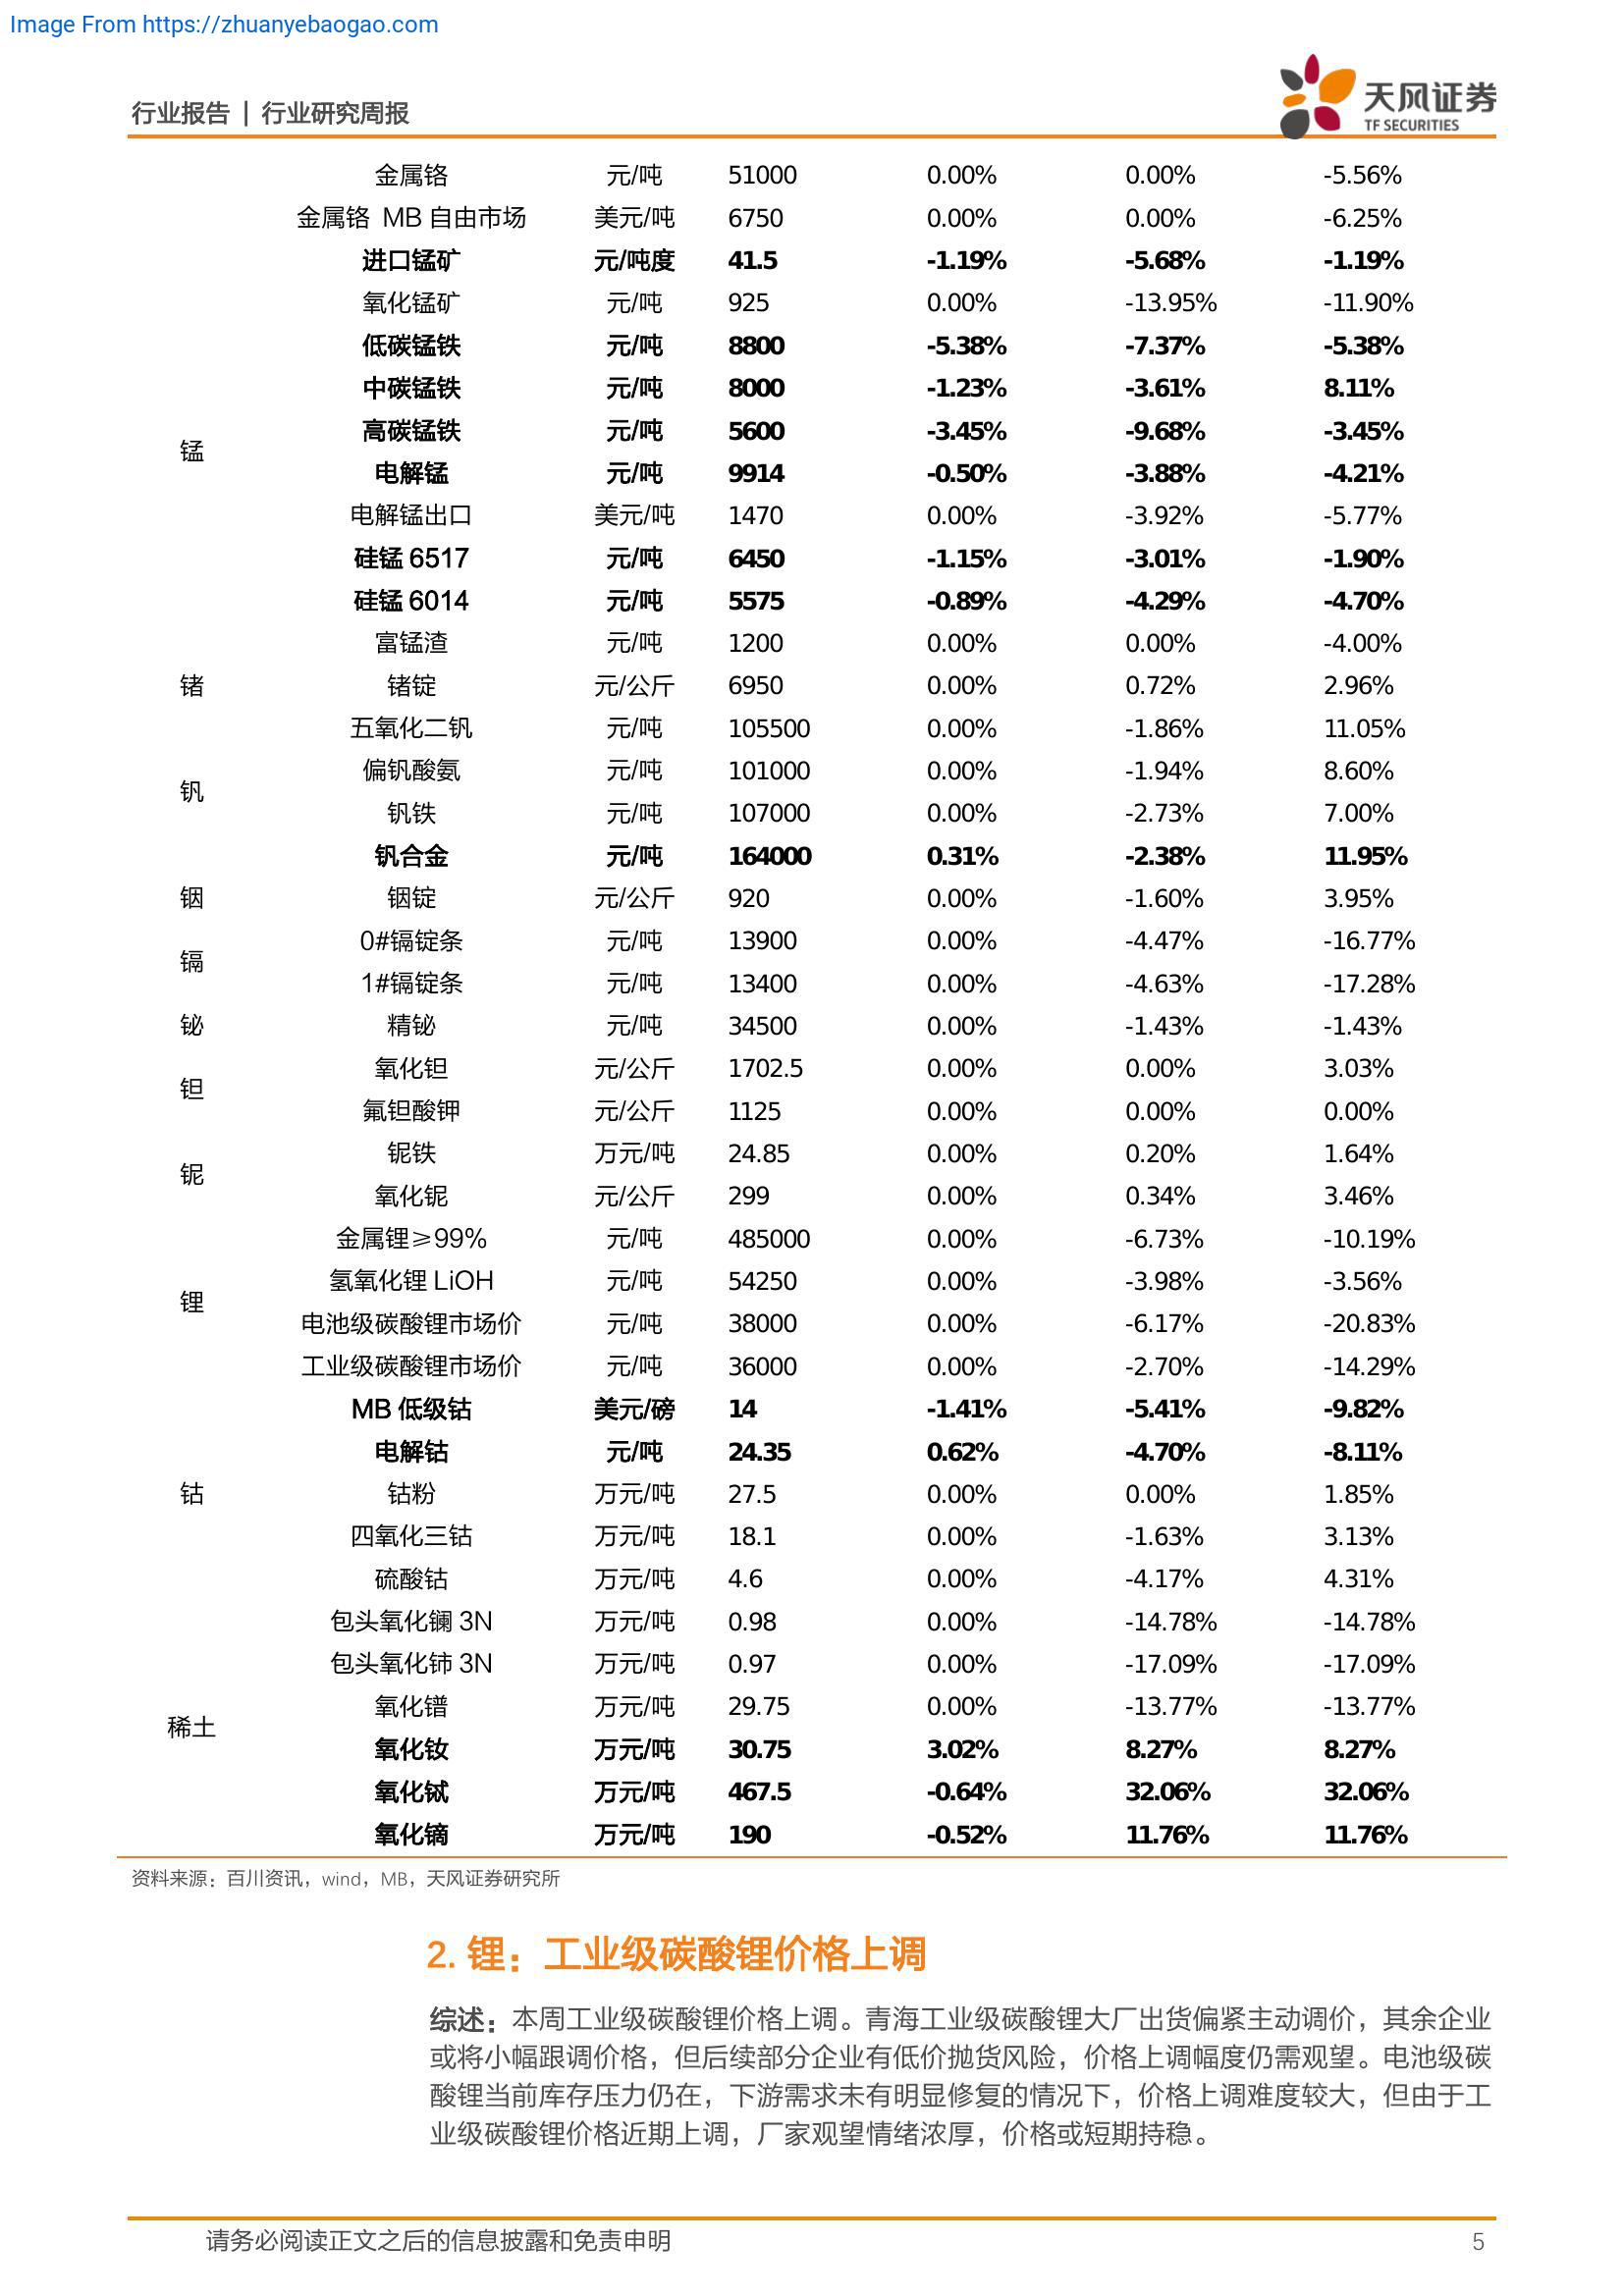 Image From https://zhuanyebaogao.com
行业报告 | 行业研究周报
天风证券
TF SECURITIES
金属铬 元/吨 51000 0.00% 0.00% -5.56%
金属铬 MB 自由市场 美元/吨 6750 0.00% 0.00% -6.25%
进口锰矿 元/吨度 41.5 -1.19% -5.68% -1.19%
氧化锰矿 元/吨 925 0.00% -13.95% -11.90%
低碳锰铁 元/吨 8800 -5.38% -7.37% -5.38%
中碳锰铁 元/吨 8000 -1.23% -3.61% 8.11%
高碳锰铁 元/吨 5600 -3.45% -9.68% -3.45%
锰
电解锰 元/吨 9914 -0.50% -3.88% -4.21%
电解锰出口 美元/吨 1470 0.00% -3.92% -5.77%
硅锰 6517 元/吨 6450 -1.15% -3.01% -1.90%
硅锰 6014 元/吨 5575 -0.89% -4.29% -4.70%
富锰渣 元/吨 1200 0.00% 0.00% -4.00%
锗 锗锭 元/公斤 6950 0.00% 0.72% 2.96%
五氧化二钒 元/吨 105500 0.00% -1.86% 11.05%
偏钒酸氨 元/吨 101000 0.00% -1.94% 8.60%
钒
钒铁 元/吨 107000 0.00% -2.73% 7.00%
钒合金 元/吨 164000 0.31% -2.38% 11.95%
铟 铟锭 元/公斤 920 0.00% -1.60% 3.95%
0#镉锭条 元/吨 13900 0.00% -4.47% -16.77%
镉
1#镉锭条 元/吨 13400 0.00% -4.63% -17.28%
铋 精铋 元/吨 34500 0.00% -1.43% -1.43%
氧化钽 元/公斤 1702.5 0.00% 0.00% 3.03%
钽
氟钽酸钾 元/公斤 1125 0.00% 0.00% 0.00%
铌铁 万元/吨 24.85 0.00% 0.20% 1.64%
铌
氧化铌 元/公斤 299 0.00% 0.34% 3.46%
金属锂≥99% 元/吨 485000 0.00% -6.73% -10.19%
氢氧化锂 LiOH 元/吨 54250 0.00% -3.98% -3.56%
锂
电池级碳酸锂市场价 元/吨 38000 0.00% -6.17% -20.83%
工业级碳酸锂市场价 元/吨 36000 0.00% -2.70% -14.29%
MB 低级钴 美元/磅 14 -1.41% -5.41% -9.82%
电解钴 元/吨 24.35 0.62% -4.70% -8.11%
钴 钴粉 万元/吨 27.5 0.00% 0.00% 1.85%
四氧化三钴 万元/吨 18.1 0.00% -1.63% 3.13%
硫酸钴 万元/吨 4.6 0.00% -4.17% 4.31%
包头氧化镧 3N 万元/吨 0.98 0.00% -14.78% -14.78%
包头氧化铈 3N 万元/吨 0.97 0.00% -17.09% -17.09%
氧化镨 万元/吨 29.75 0.00% -13.77% -13.77%
稀土
氧化钕 万元/吨 30.75 3.02% 8.27% 8.27%
氧化铽 万元/吨 467.5 -0.64% 32.06% 32.06%
氧化镝 万元/吨 190 -0.52% 11.76% 11.76%
资料来源：百川资讯，wind，MB，天风证券研究所
2. 锂：工业级碳酸锂价格上调
综述：本周工业级碳酸锂价格上调。青海工业级碳酸锂大厂出货偏紧主动调价，其余企业
或将小幅跟调价格，但后续部分企业有低价抛货风险，价格上调幅度仍需观望。电池级碳
酸锂当前库存压力仍在，下游需求未有明显修复的情况下，价格上调难度较大，但由于工
业级碳酸锂价格近期上调，厂家观望情绪浓厚，价格或短期持稳。
请务必阅读正文之后的信息披露和免责申明 5